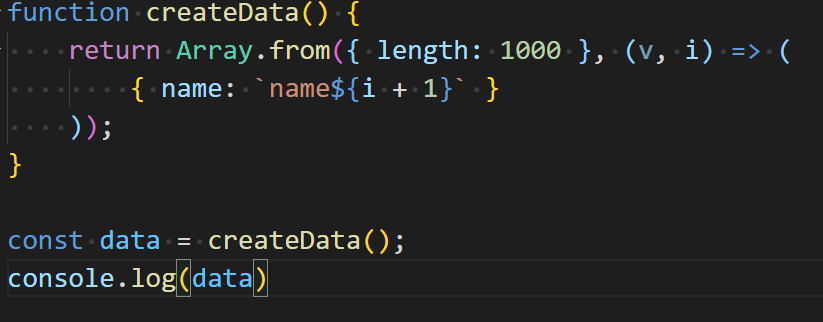 function createData() {
    return Array.from({ length: 1000 }, (v, i) => (
        { name: `name${i + 1}` }
    ));
}

const data = createData();
console.log(data)